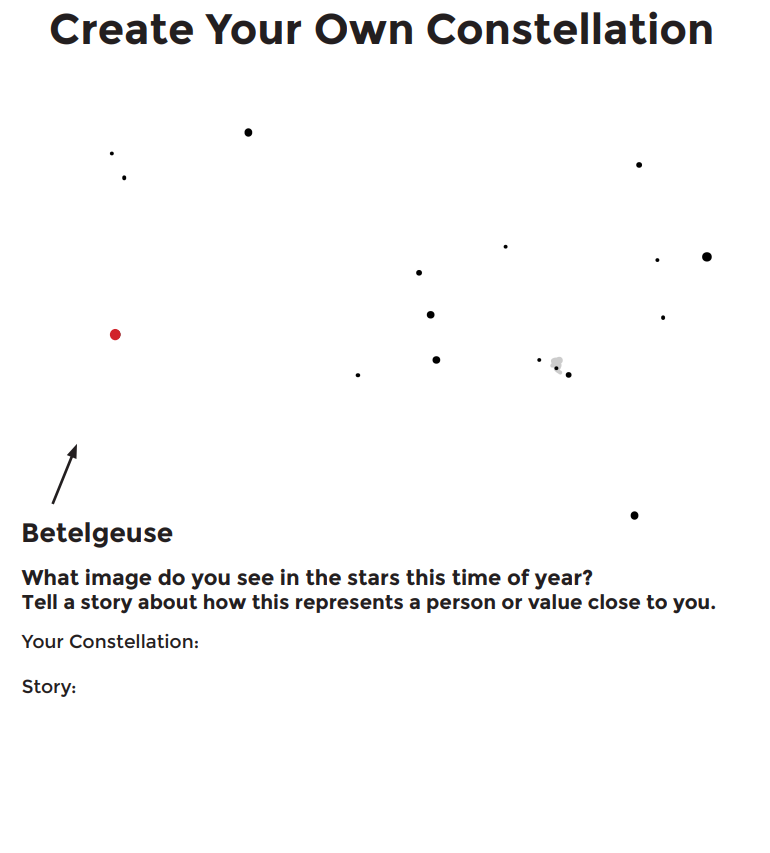 Create Your Own Constellation
Betelgeuse
What image do you see in the stars this time of year?
Tell a story about how this represents a person or value close to you.
Your Constellation:
Story: